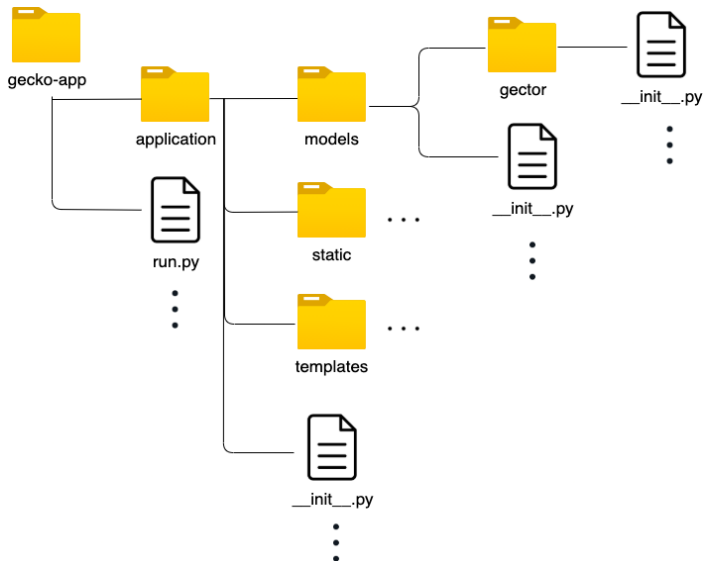 gecko-app
application
models
gector
__init__.py
__init__.py
run.py
static
templates
__init__.py